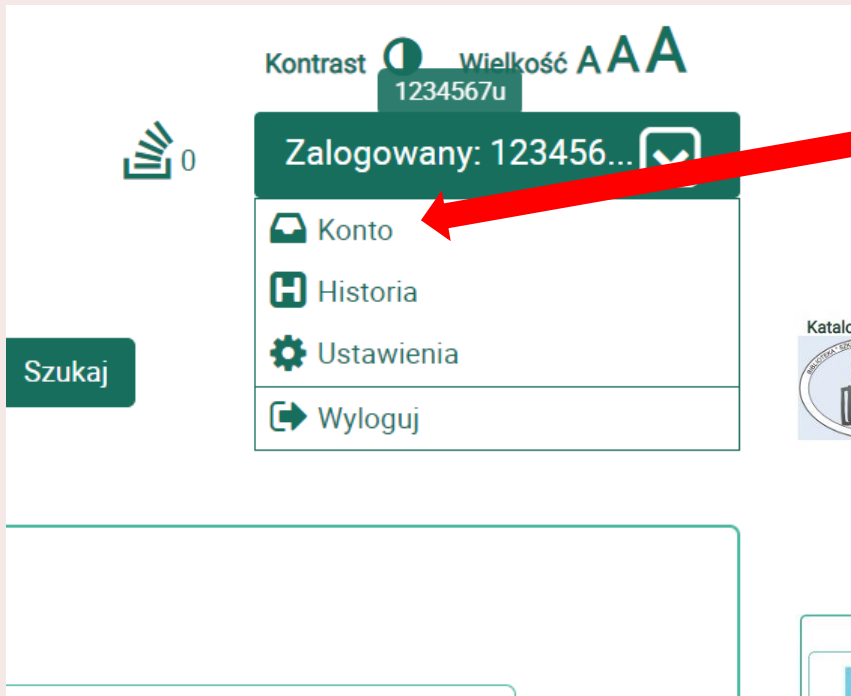 Kontrast Wielkość A A A
1234567u
0
Zalogowany: 123456...
Konto
Historia
Ustawienia
Wyloguj
Szukaj